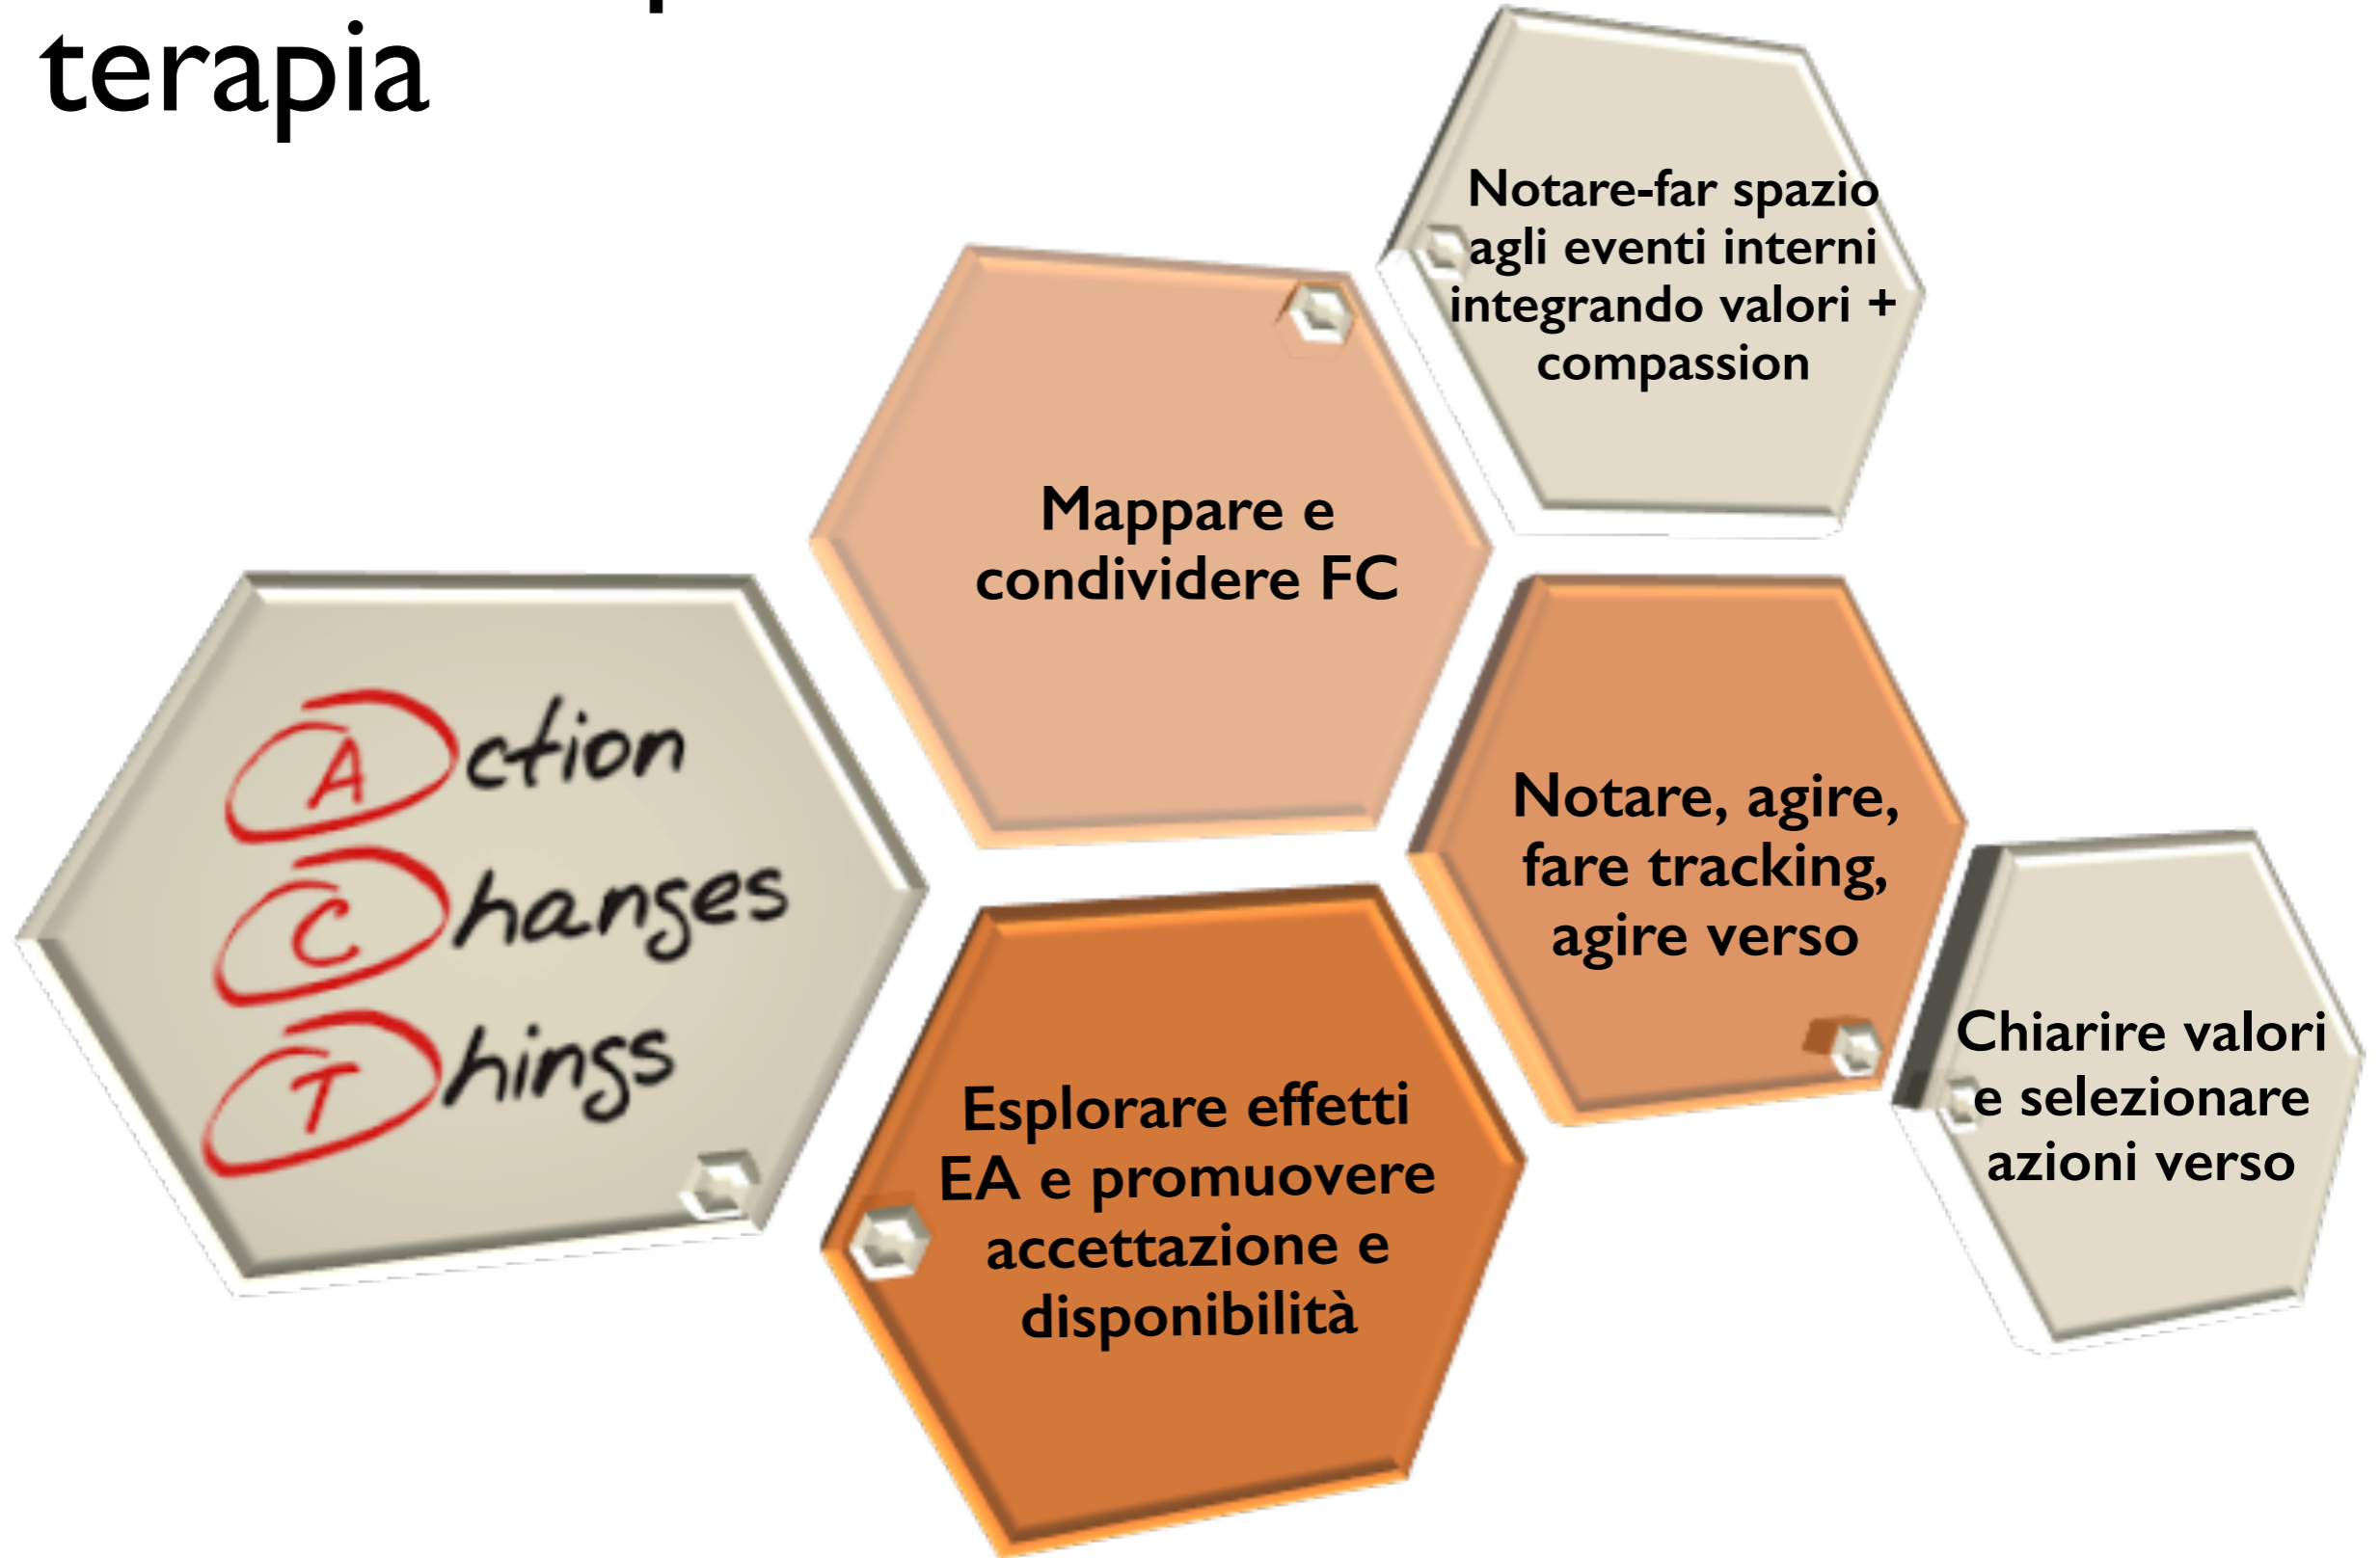 terapia
Notare-far spazio
agli eventi interni
integrando valori +
compassion
Mappare e
condividere FC
Action
Changes
Things
Notare, agire,
fare tracking,
agire verso
Esplorare effetti
EA e promuovere
accettazione e
disponibilità
Chiarire valori
e selezionare
azioni verso